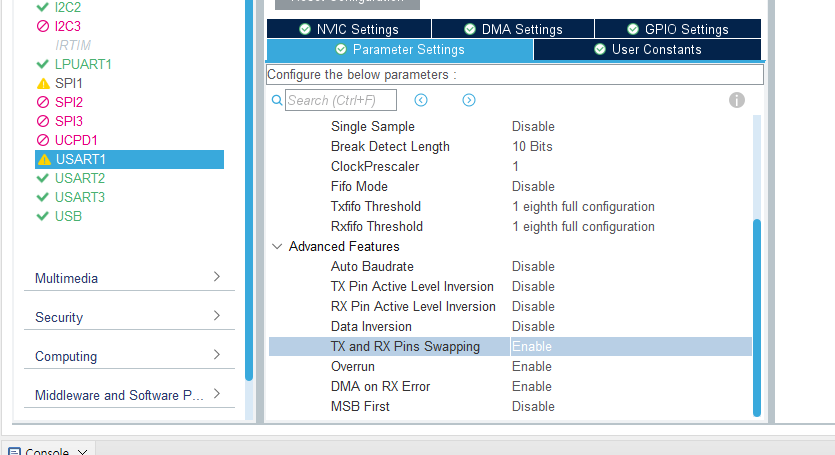 I2C2
I2C3
IRTIM
LPUART1
SPI1
SPI2
SPI3
UCPD1
USART1
USART2
USART3
USB
Multimedia
Security
Computing
Middleware and Software P...
NVIC Settings
DMA Settings
GPIO Settings
Parameter Settings
User Constants
Configure the below parameters :
Search (Ctrl+F)
Single Sample Disable
Break Detect Length 10 Bits
ClockPrescaler 1
Fifo Mode Disable
Txfifo Threshold 1 eighth full configuration
Rxfifo Threshold 1 eighth full configuration
Advanced Features
Auto Baudrate Disable
TX Pin Active Level Inversion Disable
RX Pin Active Level Inversion Disable
Data Inversion Disable
TX and RX Pins Swapping Enable
Overrun Enable
DMA on RX Error Enable
MSB First Disable
Console